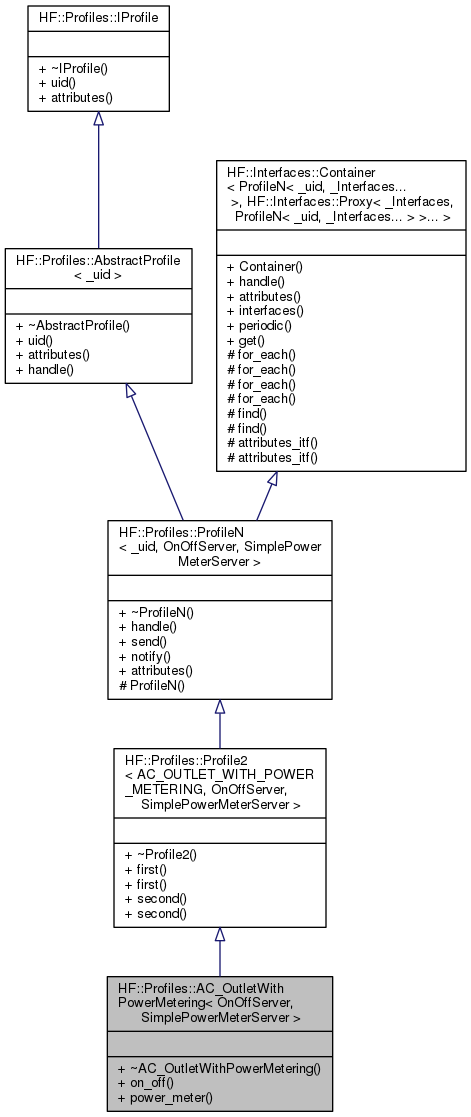 HF::Profiles::IProfile
+ ~IProfile()
+ uid()
+ attributes()
HF::Interfaces::Container
< ProfileN< _uid, _Interfaces...
>, HF::Interfaces::Proxy< _Interfaces,
ProfileN< _uid, _Interfaces... > >... >
+ Container()
+ handle()
+ attributes()
+ interfaces()
+ periodic()
+ get()
# for_each()
# for_each()
# for_each()
# for_each()
# find()
# find()
# attributes_itf()
# attributes_itf()
HF::Profiles::AbstractProfile
< _uid >
+ ~AbstractProfile()
+ uid()
+ attributes()
+ handle()
HF::Profiles::ProfileN
< _uid, OnOffServer, SimplePower
MeterServer >
+ ~ProfileN()
+ handle()
+ send()
+ notify()
+ attributes()
# ProfileN()
HF::Profiles::Profile2
< AC_OUTLET_WITH_POWER
_METERING, OnOffServer,
SimplePowerMeterServer >
+ ~Profile2()
+ first()
+ first()
+ second()
+ second()
HF::Profiles::AC_OutletWith
PowerMetering< OnOffServer,
SimplePowerMeterServer >
+ ~AC_OutletWithPowerMetering()
+ on_off()
+ power_meter()